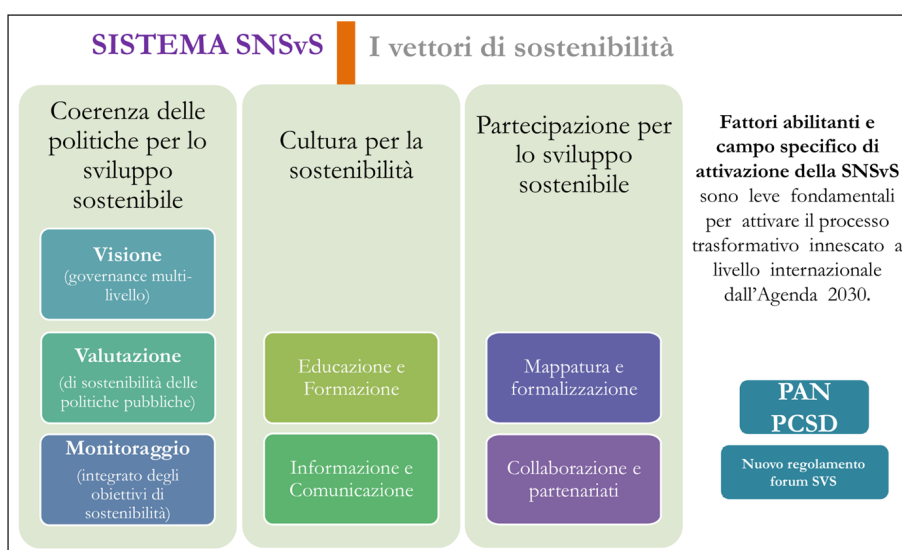 SISTEMA SNSvS
I vettori di sostenibilità
Coerenza delle
politiche per lo
sviluppo
sostenibile
Visione
(governance multi-
livello)
Valutazione
(di sostenibilità delle
politiche pubbliche)
Monitoraggio
(integrato degli
obiettivi di
sostenibilità)
Cultura per la
sostenibilità
Educazione e
Formazione
Informazione e
Comunicazione
Partecipazione per
lo sviluppo
sostenibile
Mappatura e
formalizzazione
Collaborazione e
partenariati
Fattori abilitanti e
campo specifico di
attivazione della SNSvS
sono leve fondamentali
per attivare il processo
trasformativo innescato a
livello internazionale
dall'Agenda 2030.
PAN
PCSD
Nuovo regolamento
forum SVS